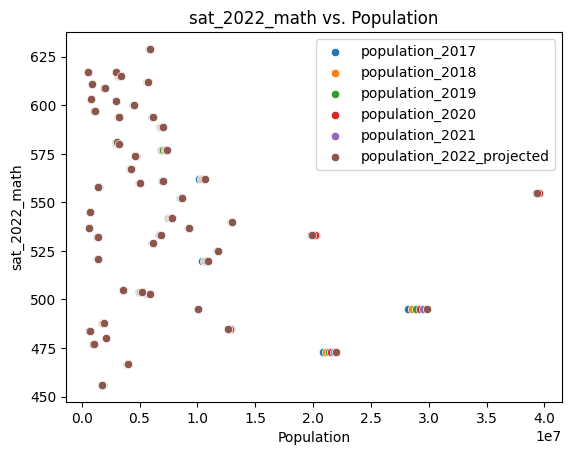 sat_2022_math vs. Population
population_2017
population_2018
population_2019
population_2020
population_2021
population_2022_projected
sat_2022_math
625
600
575
550
525
500
475
450
0.0 0.5 1.0 1.5 2.0 2.5 3.0 3.5 4.0
1e7
Population